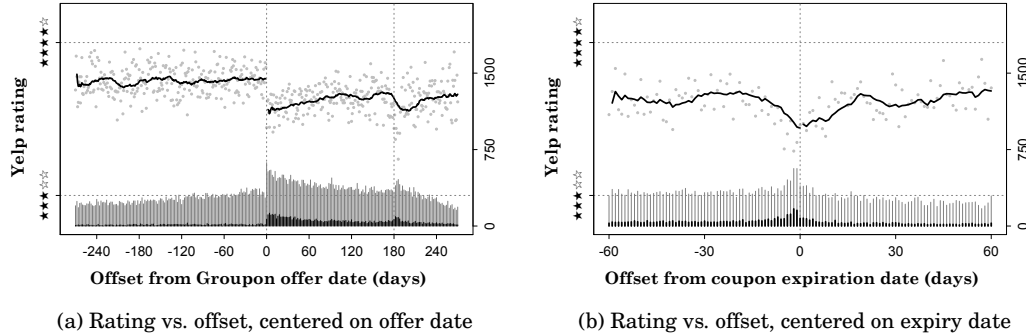 ★★★★☆
Yelp rating
★★★☆☆
1500
750
0
-240 -180 -120 -60 0 60 120 180 240
Offset from Groupon offer date (days)
(a) Rating vs. offset, centered on offer date
★★★★☆
Yelp rating
★★★☆☆
1500
750
0
-60 -30 0 30 60
Offset from coupon expiration date (days)
(b) Rating vs. offset, centered on expiry date